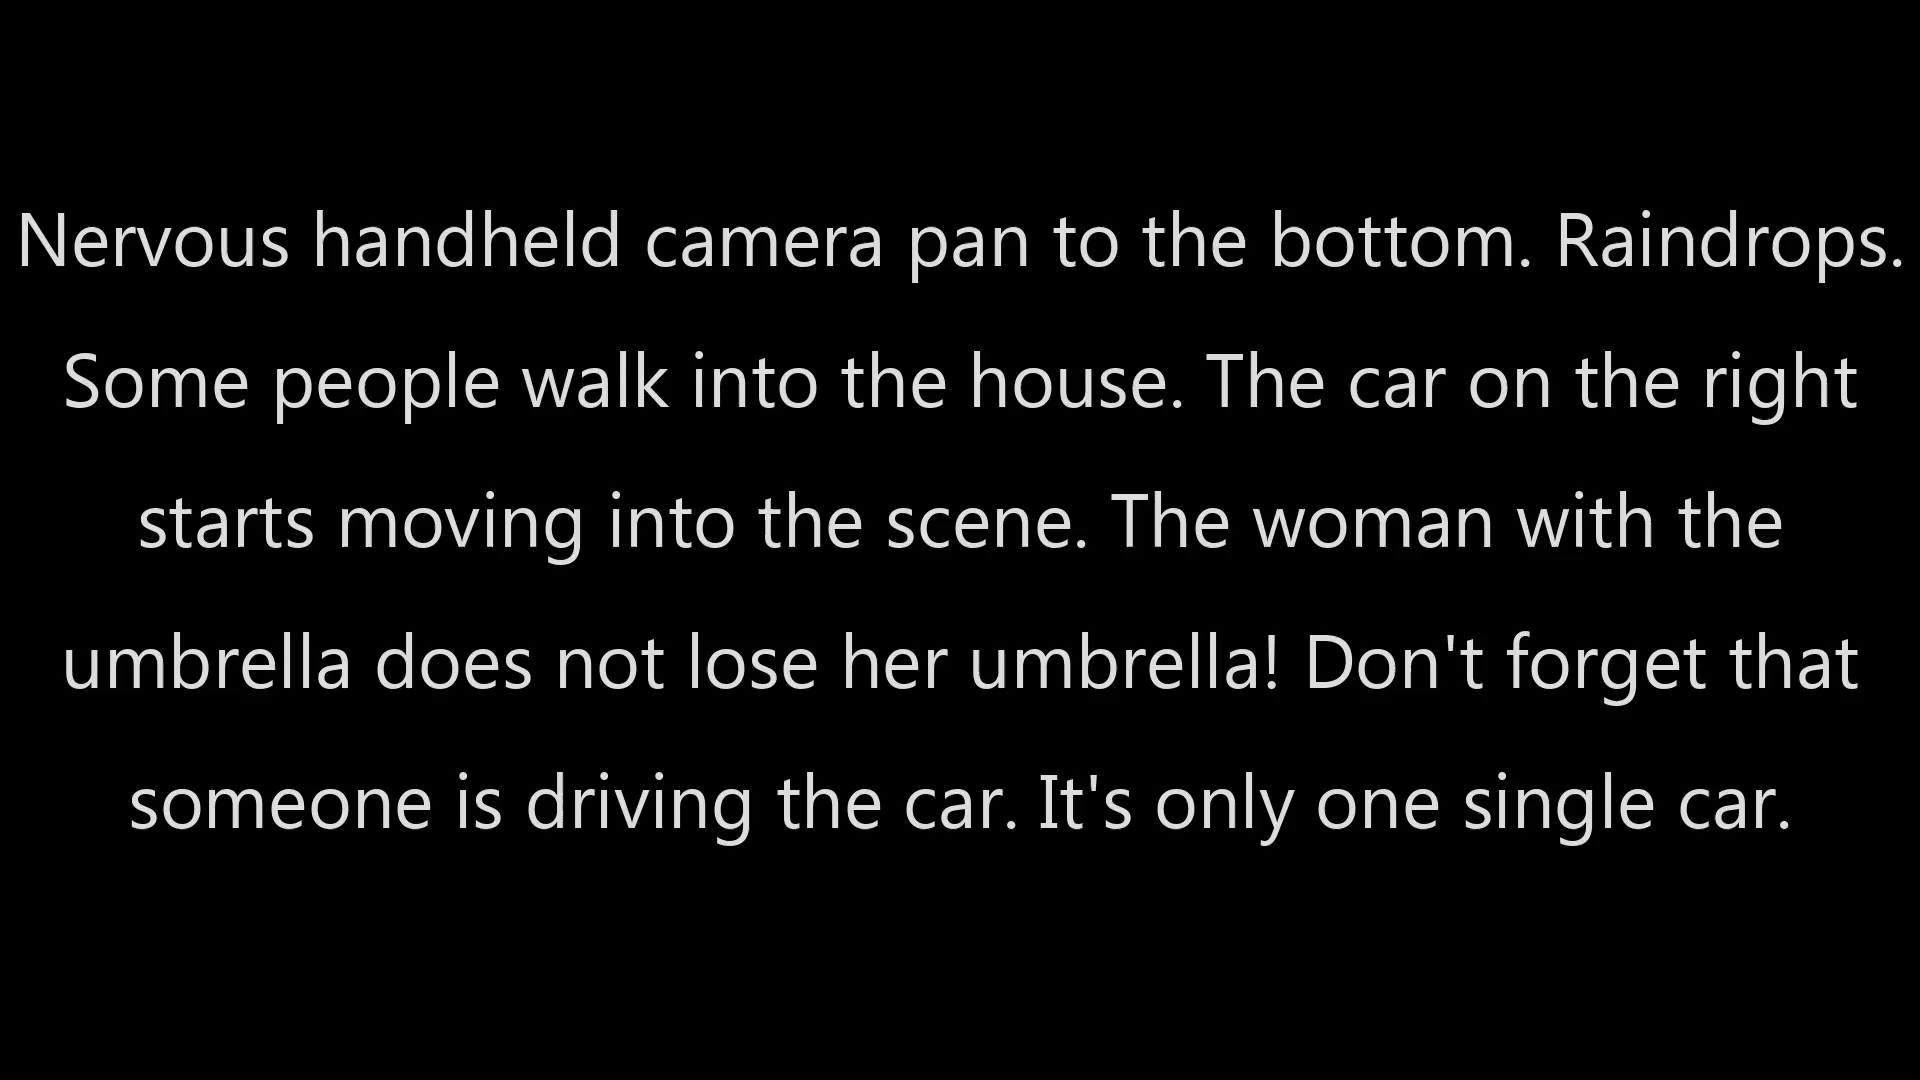 Nervous handheld camera pan to the bottom. Raindrops.
Some people walk into the house. The car on the right
starts moving into the scene. The woman with the
umbrella does not lose her umbrella! Don't forget that
someone is driving the car. It's only one single car.